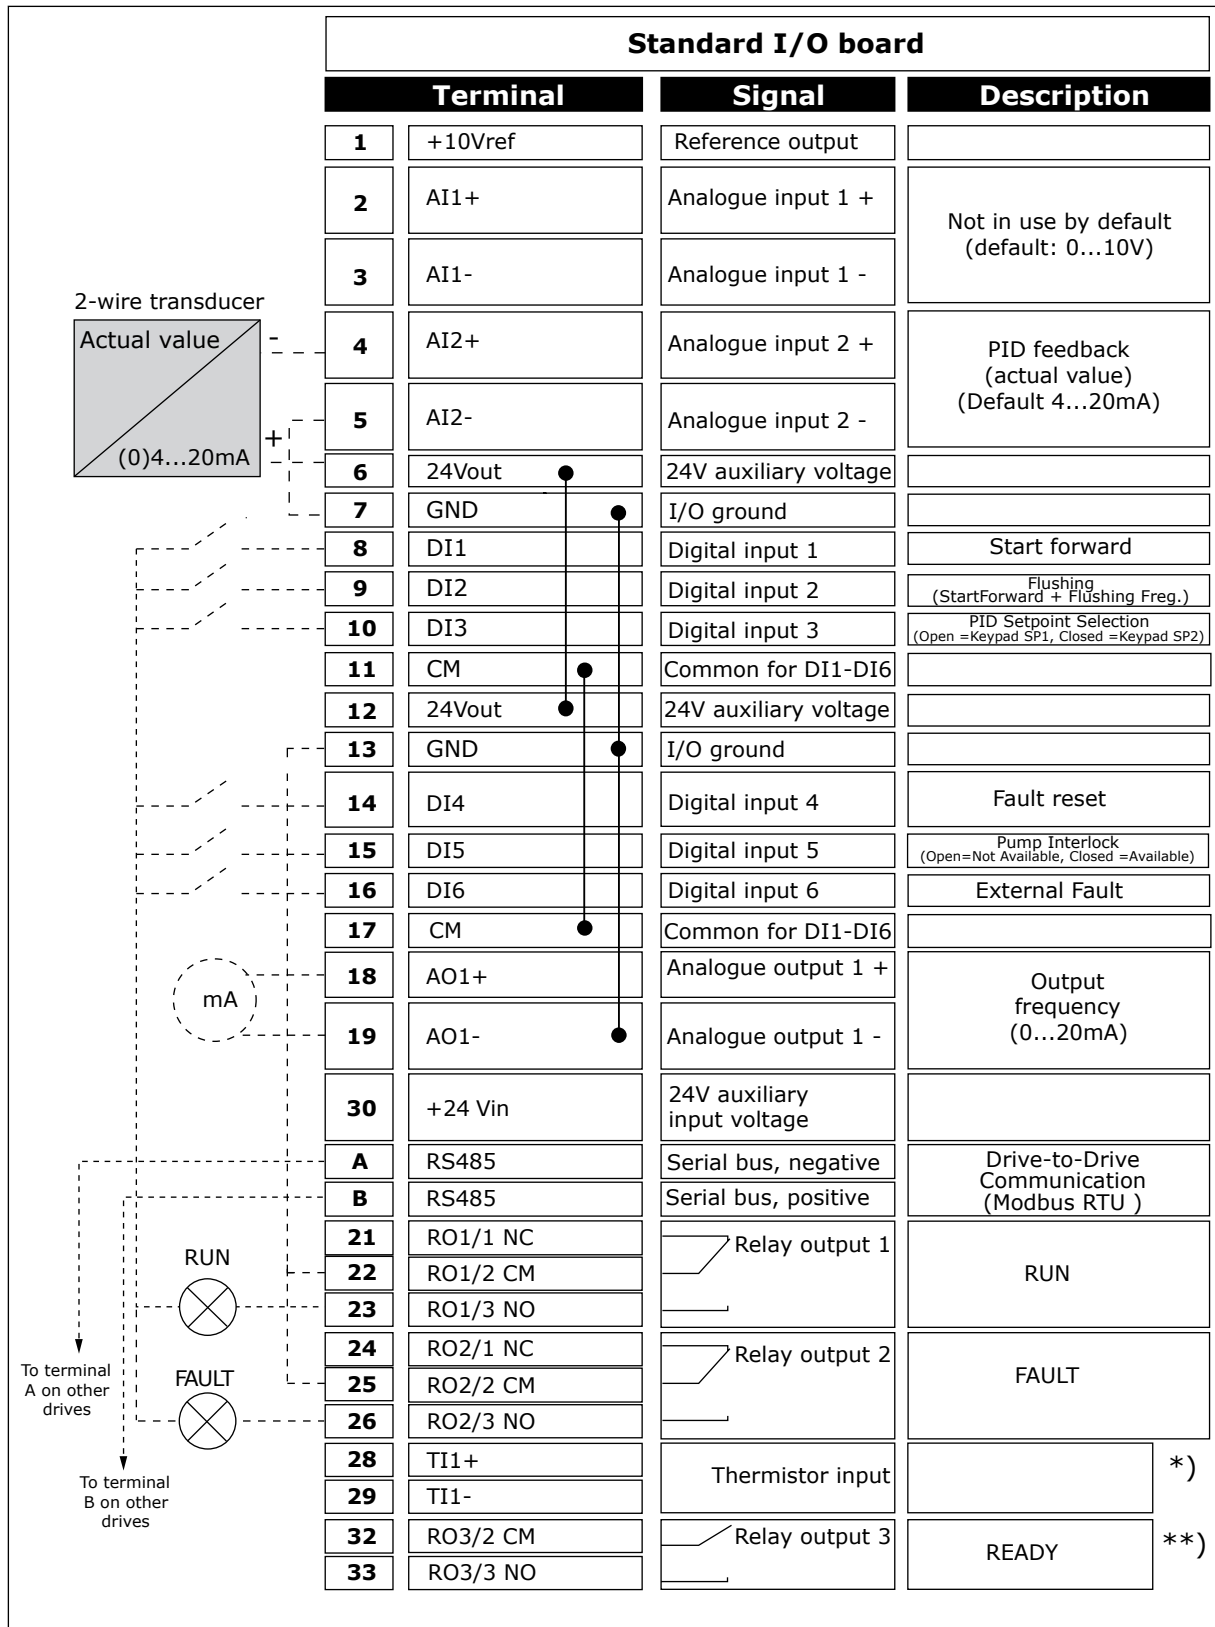 Standard I/O board
Terminal Signal Description
1 +10Vref Reference output
2 AI1+ Analogue input 1 +
Not in use by default
(default: 0...10V)
3 AI1- Analogue input 1 -
2-wire transducer
Actual value
-
+
(0)4...20mA
4 AI2+ Analogue input 2 +
PID feedback
(actual value)
(Default 4...20mA)
5 AI2- Analogue input 2 -
6 24Vout 24V auxiliary voltage
7 GND I/O ground
8 DI1 Digital input 1 Start forward
9 DI2 Digital input 2 Flushing
(StartForward + Flushing Freg.)
10 DI3 Digital input 3 PID Setpoint Selection
(Open =Keypad SP1, Closed =Keypad SP2)
11 CM Common for DI1-DI6
12 24Vout 24V auxiliary voltage
13 GND I/O ground
14 DI4 Digital input 4 Fault reset
15 DI5 Digital input 5 Pump Interlock
(Open=Not Available, Closed =Available)
16 DI6 Digital input 6 External Fault
17 CM Common for DI1-DI6
mA
18 AO1+ Analogue output 1 +
Output
frequency
(0...20mA)
19 AO1- Analogue output 1 -
30 +24 Vin 24V auxiliary
input voltage
A RS485 Serial bus, negative
Drive-to-Drive
Communication
(Modbus RTU )
B RS485 Serial bus, positive
21 RO1/1 NC Relay output 1
RUN
22 RO1/2 CM RUN
23 RO1/3 NO
24 RO2/1 NC Relay output 2
To terminal
A on other
drives
FAULT
25 RO2/2 CM FAULT
26 RO2/3 NO
To terminal
B on other
drives
28 TI1+ Thermistor input *)
29 TI1-
32 RO3/2 CM Relay output 3 READY **)
33 RO3/3 NO